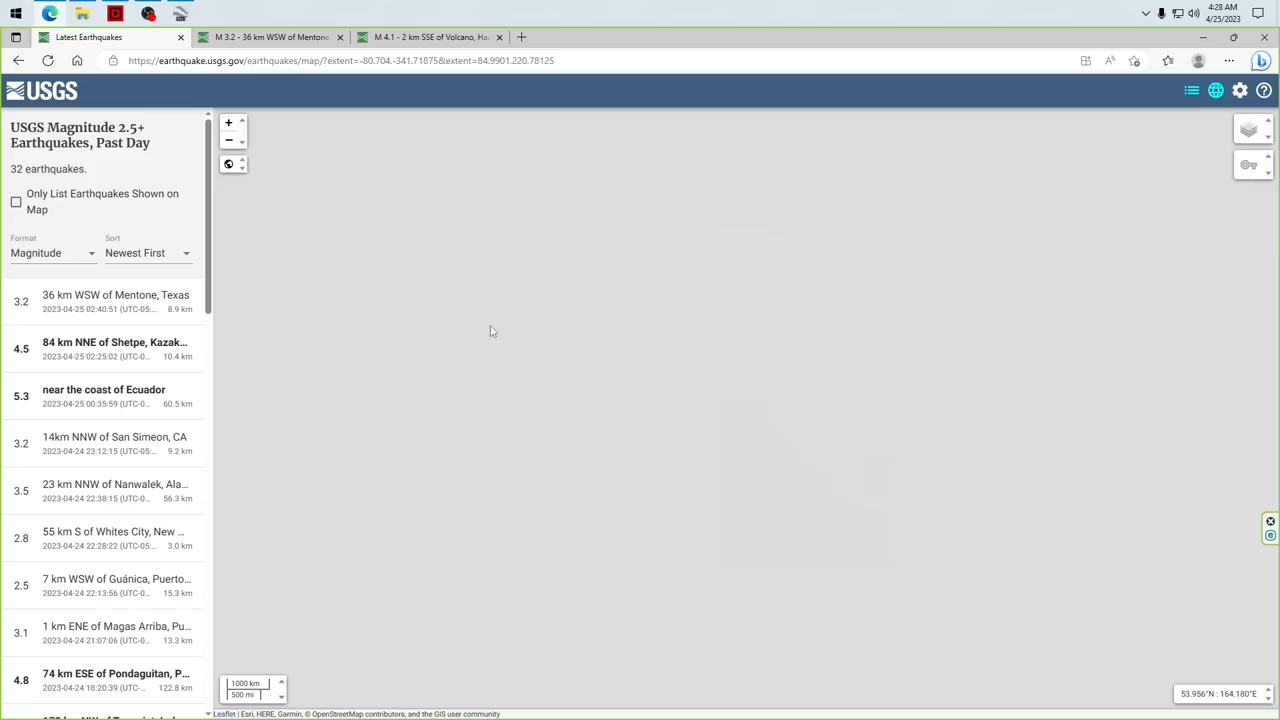 4:28 AM
4/25/2023
Latest Earthquakes
M 3.2 - 36 km WSW of Mentone
M 4.1 - 2 km SSE of Volcano, Ha
https://earthquake.usgs.gov/earthquakes/map/?extent=-80.704,-341.71875&extent=84.9901,220.78125
USGS
USGS Magnitude 2.5+
Earthquakes, Past Day
32 earthquakes.
Only List Earthquakes Shown on
Map
Format
Sort
Magnitude
Newest First
3.2
36 km WSW of Mentone, Texas
2023-04-25 02:40:51 (UTC-05:... 8.9 km
4.5
84 km NNE of Shetpe, Kazak...
2023-04-25 02:25:02 (UTC-0... 10.4 km
5.3
near the coast of Ecuador
2023-04-25 00:35:59 (UTC-0... 60.5 km
3.2
14km NNW of San Simeon, CA
2023-04-24 23:12:15 (UTC-05:... 9.2 km
3.5
23 km NNW of Nanwalek, Ala...
2023-04-24 22:38:15 (UTC-0... 56.3 km
2.8
55 km S of Whites City, New ...
2023-04-24 22:28:22 (UTC-05:... 3.0 km
2.5
7 km WSW of Guánica, Puerto...
2023-04-24 22:13:56 (UTC-0... 15.3 km
3.1
1 km ENE of Magas Arriba, Pu...
2023-04-24 21:07:06 (UTC-0... 13.3 km
4.8
74 km ESE of Pondaguitan, P...
2023-04-24 18:20:39 (UTC-... 122.8 km
1000 km
500 mi
53.956°N : 164.180°E
Leaflet | Esri, HERE, Garmin, © OpenStreetMap contributors, and the GIS user community